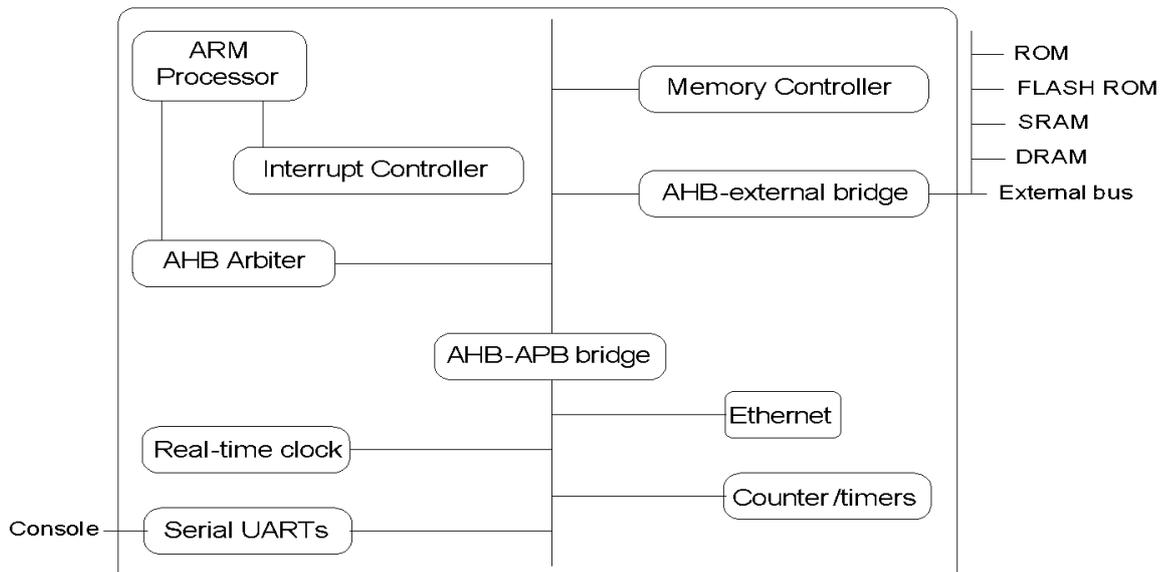 ARM
Processor
Interrupt Controller
AHB Arbiter
Memory Controller
AHB-external bridge
ROM
FLASH ROM
SRAM
DRAM
External bus
AHB-APB bridge
Ethernet
Real-time clock
Counter /timers
Console
Serial UARTs